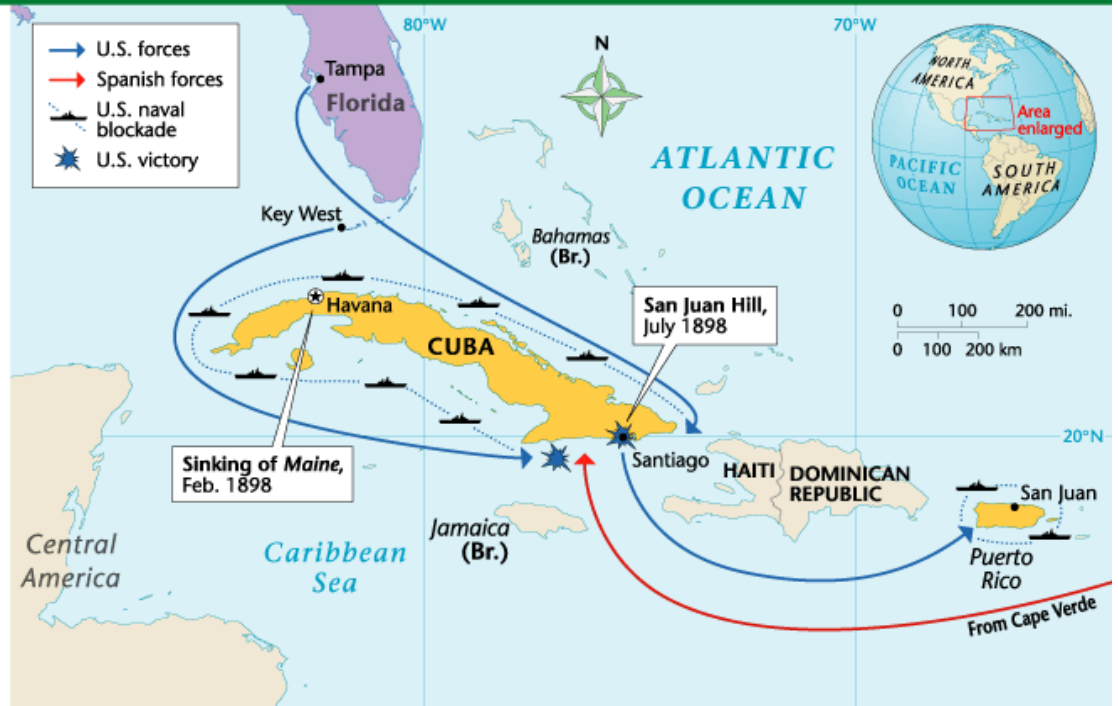 80°W
70°W
U.S. forces
Spanish forces
U.S. naval
blockade
U.S. victory
Tampa
Florida
N
ATLANTIC
OCEAN
NORTH
AMERICA
Area
enlarged
PACIFIC
OCEAN
SOUTH
AMERICA
Key West
Bahamas
(Br.)
Havana
CUBA
San Juan Hill,
July 1898
0 100 200 mi.
0 100 200 km
20°N
Sinking of Maine,
Feb. 1898
Santiago
HAITI
DOMINICAN
REPUBLIC
San Juan
Jamaica
(Br.)
Central
America
Caribbean
Sea
Puerto
Rico
From Cape Verde